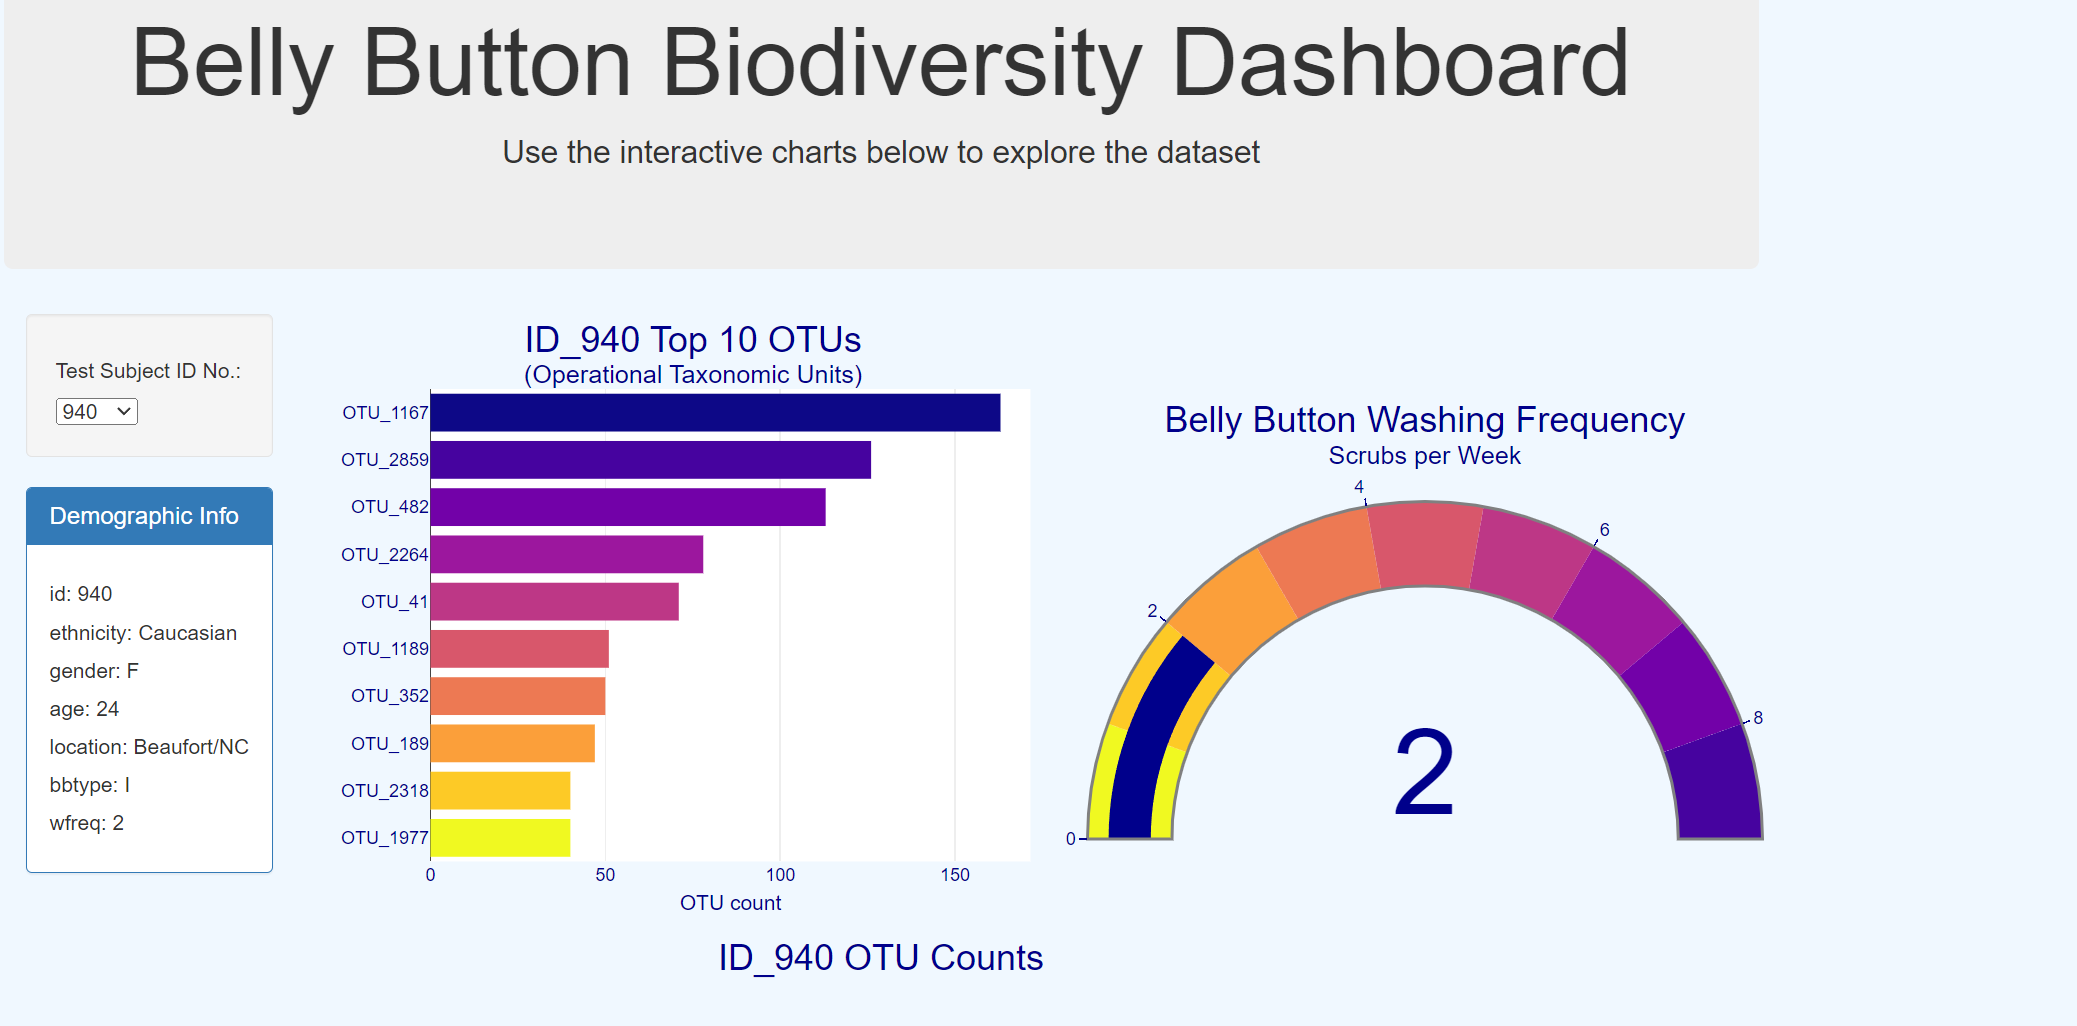 Belly Button Biodiversity Dashboard
Use the interactive charts below to explore the dataset
Test Subject ID No.:
940
Demographic Info
id: 940
ethnicity: Caucasian
gender: F
age: 24
location: Beaufort/NC
bbtype: I
wfreq: 2
ID_940 Top 10 OTUs
(Operational Taxonomic Units)
OTU_1167
OTU_2859
OTU_482
OTU_2264
OTU_41
OTU_1189
OTU_352
OTU_189
OTU_2318
OTU_1977
0 50 100 150
OTU count
Belly Button Washing Frequency
Scrubs per Week
0
2
4
6
8
2
ID_940 OTU Counts